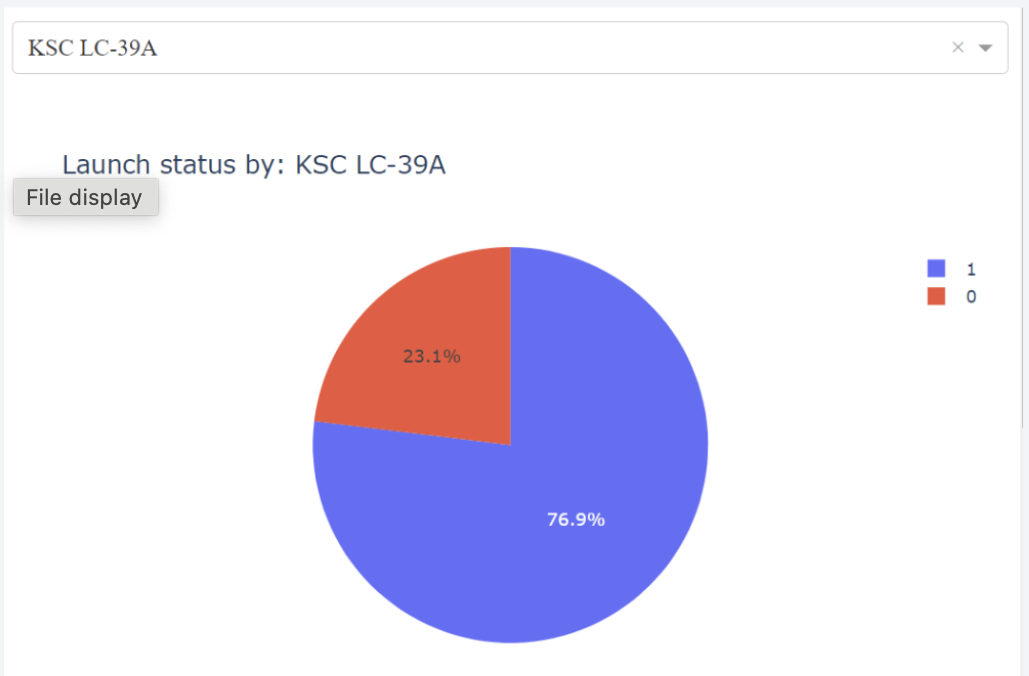 KSC LC-39A
Launch status by: KSC LC-39A
File display
1
0
23.1%
76.9%